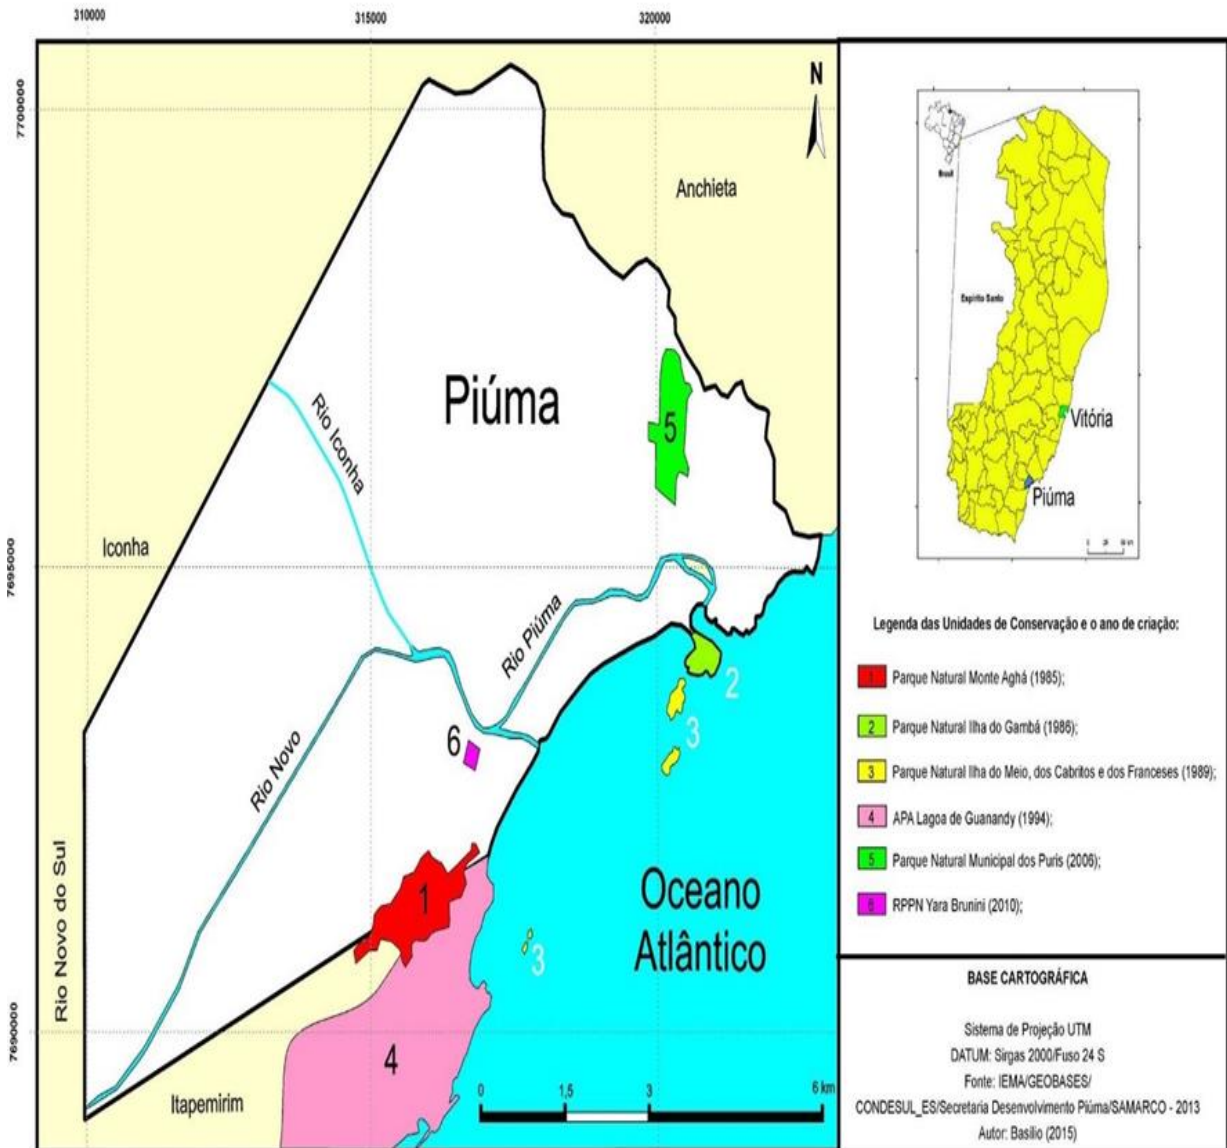 310000
315000
320000
7700000
7695000
7690000
N
Anchieta
Piúma
Rio Iconha
5
Iconha
Rio Piúma
2
3
6
Rio Novo
Rio Novo do Sul
1
Oceano
Atlântico
3
4
Itapemirim
0 1,5 3 6 km
Brasil
Espírito Santo
Vitória
Piúma
Legenda das Unidades de Conservação e o ano de criação:
1 Parque Natural Monte Aghá (1985);
2 Parque Natural Ilha do Gambá (1986);
3 Parque Natural Ilha do Meio, dos Cabritos e dos Franceses (1989);
4 APA Lagoa de Guanandy (1994);
5 Parque Natural Municipal dos Puris (2006);
6 RPPN Yara Brunini (2010);
BASE CARTOGRÁFICA
Sistema de Projeção UTM
DATUM: Sirgas 2000/Fuso 24 S
Fonte: IEMA/GEOBASES/
CONDESUL_ES/Secretaria Desenvolvimento Piúma/SAMARCO - 2013
Autor: Basilio (2015)